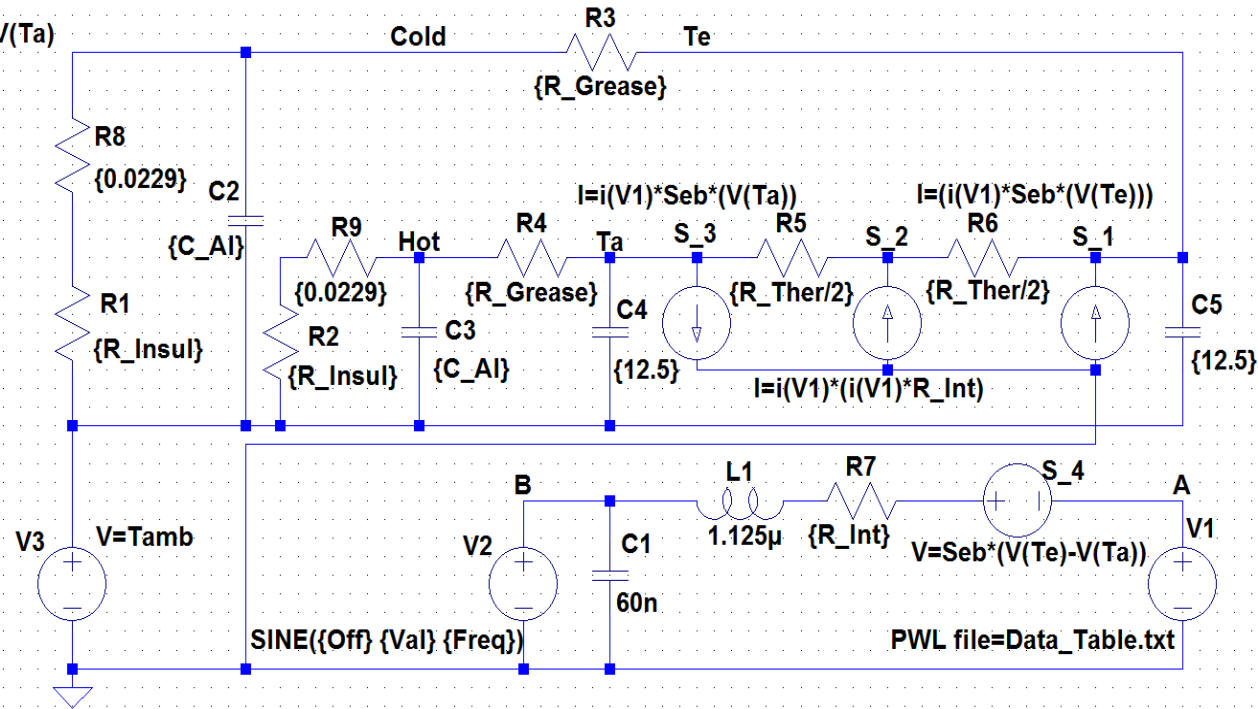 V(Ta)
Cold
R3
Te
{R_Grease}
R8
{0.0229}
C2
{C_Al}
I=i(V1)*Seb*(V(Ta))
I=(i(V1)*Seb*(V(Te)))
R9
Hot
R4
Ta
S_3
R5
S_2
R6
S_1
{0.0229}
{R_Grease}
{R_Ther/2}
{R_Ther/2}
R1
{R_Insul}
R2
{R_Insul}
C3
{C_Al}
C4
{12.5}
C5
{12.5}
I=i(V1)*(i(V1)*R_Int)
B
L1
R7
S_4
A
V3
V=Tamb
V2
C1
60n
1.125µ
{R_Int}
V=Seb*(V(Te)-V(Ta))
V1
SINE({Off} {Val} {Freq})
PWL file=Data_Table.txt